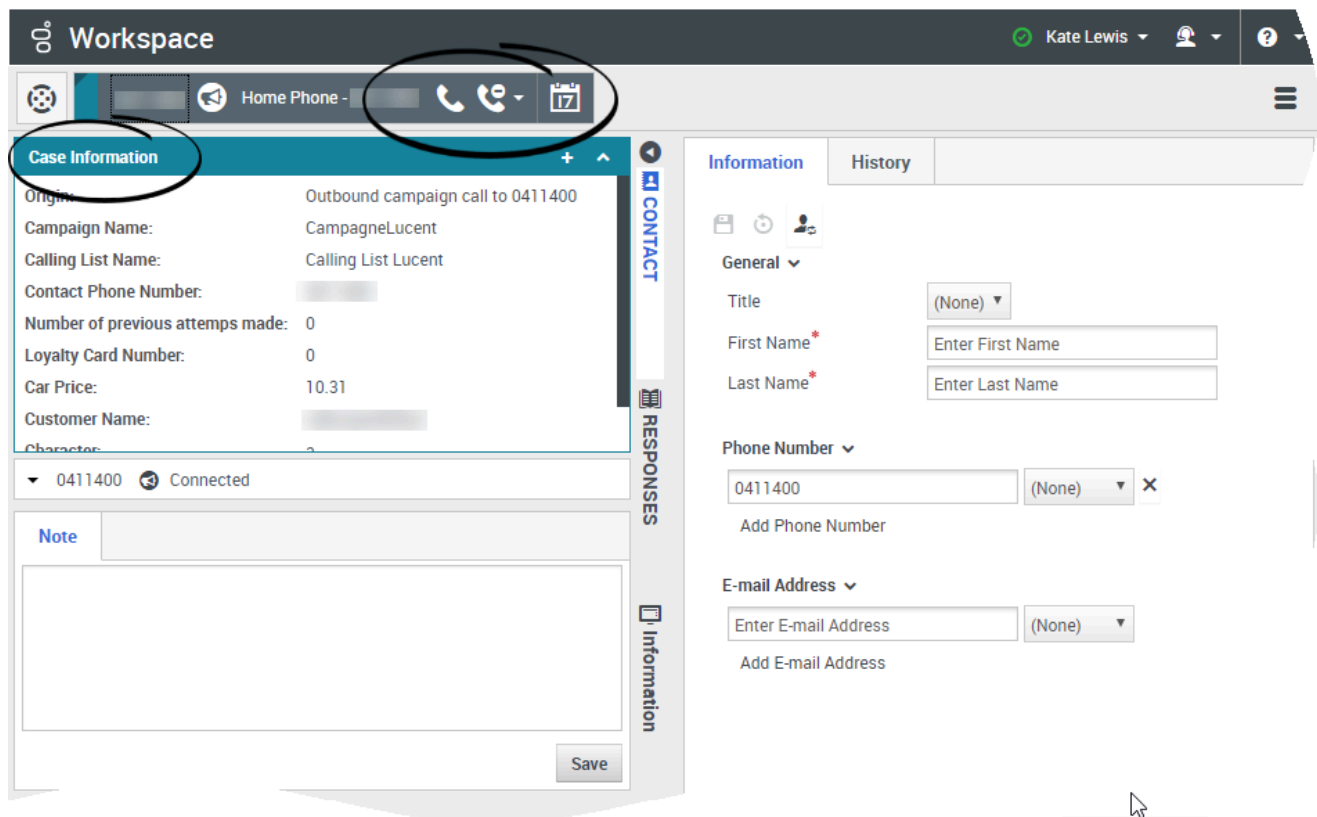 Workspace
Kate Lewis
Home Phone -
17
Case Information
Origin: Outbound campaign call to 0411400
Campaign Name: CampagneLucent
Calling List Name: Calling List Lucent
Contact Phone Number:
Number of previous attemps made: 0
Loyalty Card Number: 0
Car Price: 10.31
Customer Name:
Character:
0411400 Connected
Note
Save
CONTACT
RESPONSES
Information
Information History
General
Title (None)
First Name* Enter First Name
Last Name* Enter Last Name
Phone Number
0411400 (None)
Add Phone Number
E-mail Address
Enter E-mail Address (None)
Add E-mail Address